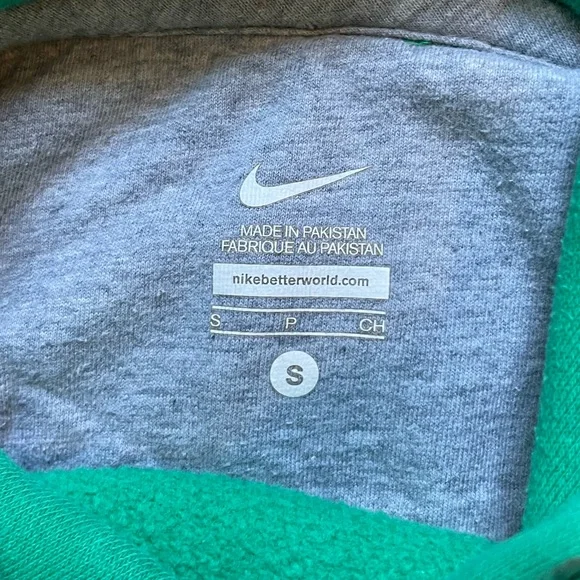 MADE IN PAKISTAN
FABRIQUE AU PAKISTAN
nikebetterworld.com
S P CH
S